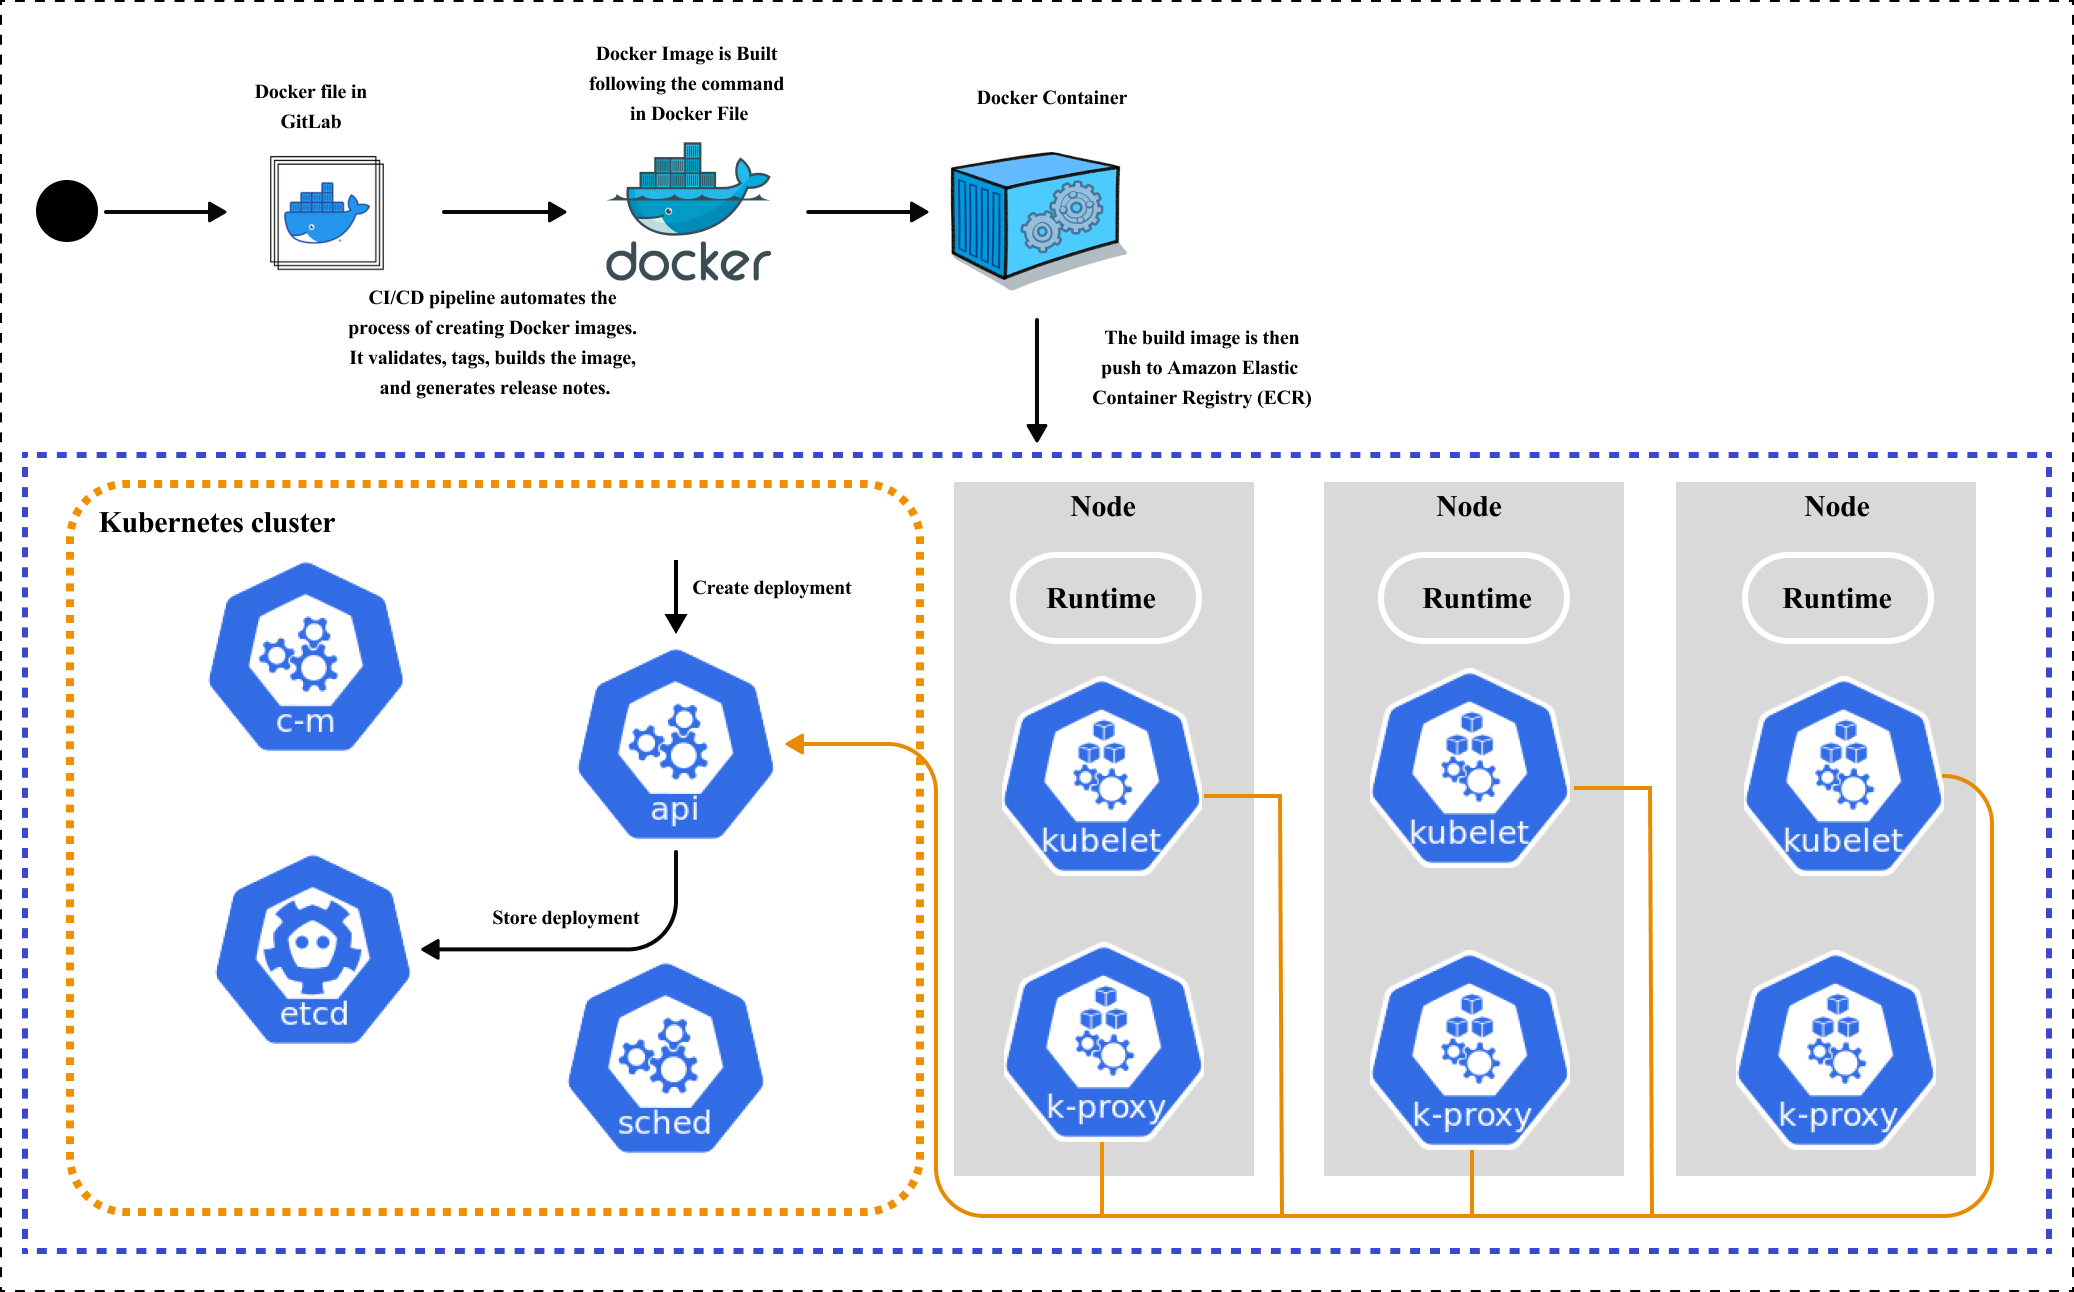 Docker file in
GitLab
Docker Image is Built
following the command
in Docker File
docker
Docker Container
CI/CD pipeline automates the
process of creating Docker images.
It validates, tags, builds the image,
and generates release notes.
The build image is then
push to Amazon Elastic
Container Registry (ECR)
Kubernetes cluster
c-m
Create deployment
api
Store deployment
etcd
sched
Node
Runtime
kubelet
k-proxy
Node
Runtime
kubelet
k-proxy
Node
Runtime
kubelet
k-proxy